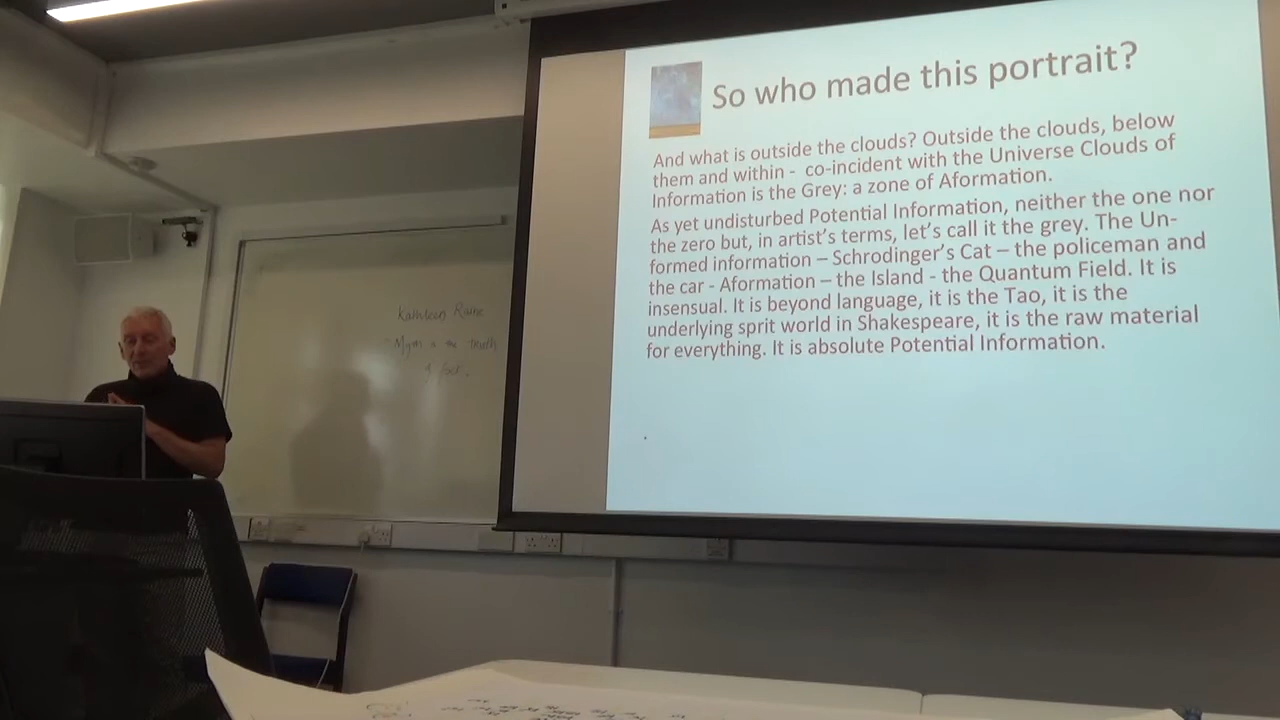 So who made this portrait?
And what is outside the clouds? Outside the clouds, below
them and within - co-incident with the Universe Clouds of
Information is the Grey: a zone of Aformation.
As yet undisturbed Potential Information, neither the one nor
the zero but, in artist's terms, let's call it the grey. The Un-
formed information – Schrodinger's Cat – the policeman and
the car - Aformation – the Island - the Quantum Field. It is
insensual. It is beyond language, it is the Tao, it is the
underlying sprit world in Shakespeare, it is the raw material
for everything. It is absolute Potential Information.
Kathleen Raine
Myth is the truth
of fact.